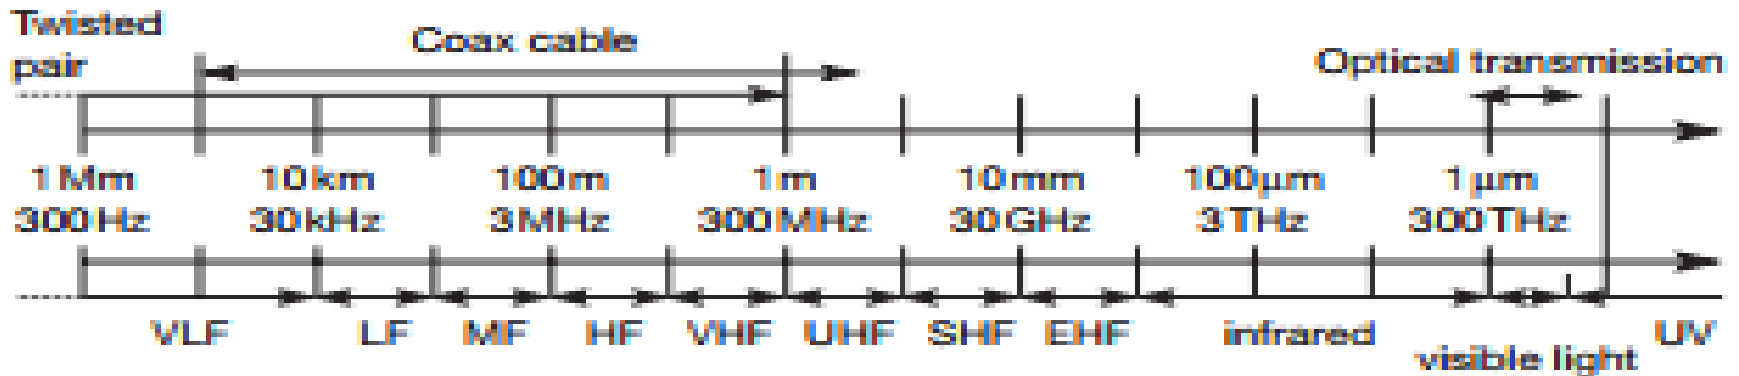 Twisted
pair
Coax cable
Optical transmission
1 Mm 10 km 100 m 1 m 10 mm 100 µm 1 µm
300 Hz 30 kHz 3 MHz 300 MHz 30 GHz 3 THz 300 THz
VLF LF MF HF VHF UHF SHF EHF infrared UV
visible light